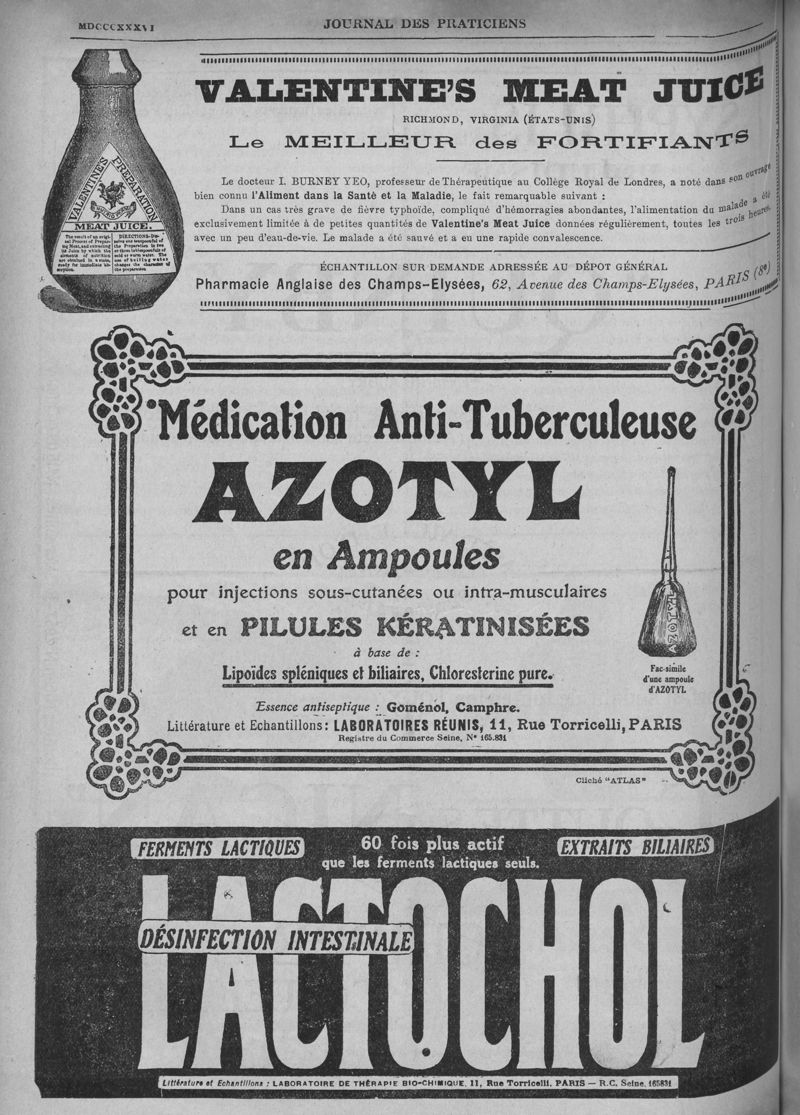 MDCCCXXXVI
JOURNAL DES PRATICIENS
VALENTINE'S MEAT JUICE
RICHMOND, VIRGINIA (ÉTATS-UNIS)
Le MEILLEUR des FORTIFIANTS
Le docteur I. BURNEY YEO, professeur de Thérapeutique au Collège Royal de Londres, a noté dans son ouvrage
bien connu l'Aliment dans la Santé et la Maladie, le fait remarquable suivant :
Dans un cas très grave de fièvre typhoïde, compliqué d'hémorragies abondantes, l'alimentation du malade a été
exclusivement limitée à de petites quantités de Valentine's Meat Juice données régulièrement, toutes les trois heures
avec un peu d'eau-de-vie. Le malade a été sauvé et a eu une rapide convalescence.
ÉCHANTILLON SUR DEMANDE ADRESSÉE AU DÉPOT GÉNÉRAL
Pharmacie Anglaise des Champs-Elysées, 62, Avenue des Champs-Elysées, PARIS (8e)
VALENTINE'S
PREPARATION
MEAT JUICE.
Médication Anti-Tuberculeuse
AZOTYL
en Ampoules
pour injections sous-cutanées ou intra-musculaires
et en PILULES KÉRATINISÉES
à base de :
Lipoïdes spléniques et biliaires, Chloresterine pure.
AZOTYL
Fac-simile
d'une ampoule
d'AZOTYL
Essence antiseptique : Goménol, Camphre.
Littérature et Echantillons : LABORATOIRES RÉUNIS, 11, Rue Torricelli, PARIS
Registre du Commerce Seine, N° 165.831
Cliché "ATLAS"
FERMENTS LACTIQUES
60 fois plus actif
que les ferments lactiques seuls.
EXTRAITS BILIAIRES
LACTOCHOL
DÉSINFECTION INTESTINALE
Littérature et Echantillons : LABORATOIRE DE THÉRAPIE BIO-CHIMIQUE, 11, Rue Torricelli, PARIS — R.C. Seine, 165831